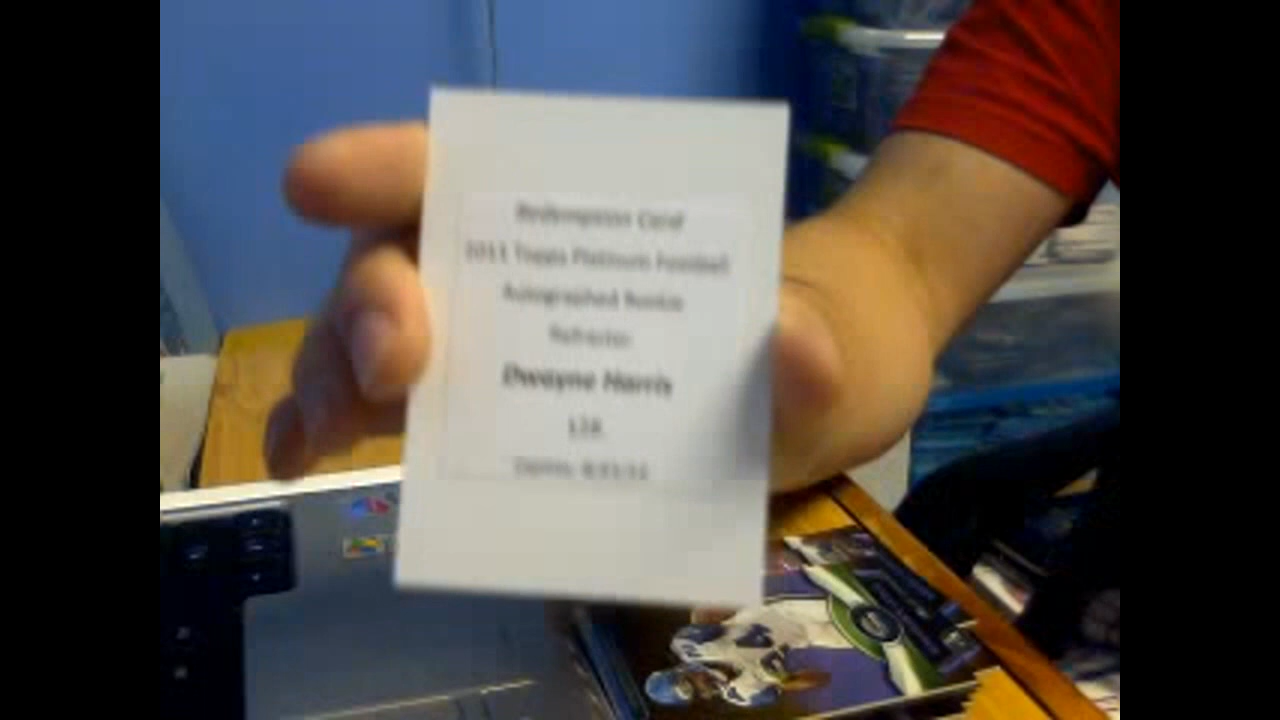 Redemption Card
2011 Topps Platinum Football
Autographed Rookie
Refractor
Dwayne Harris